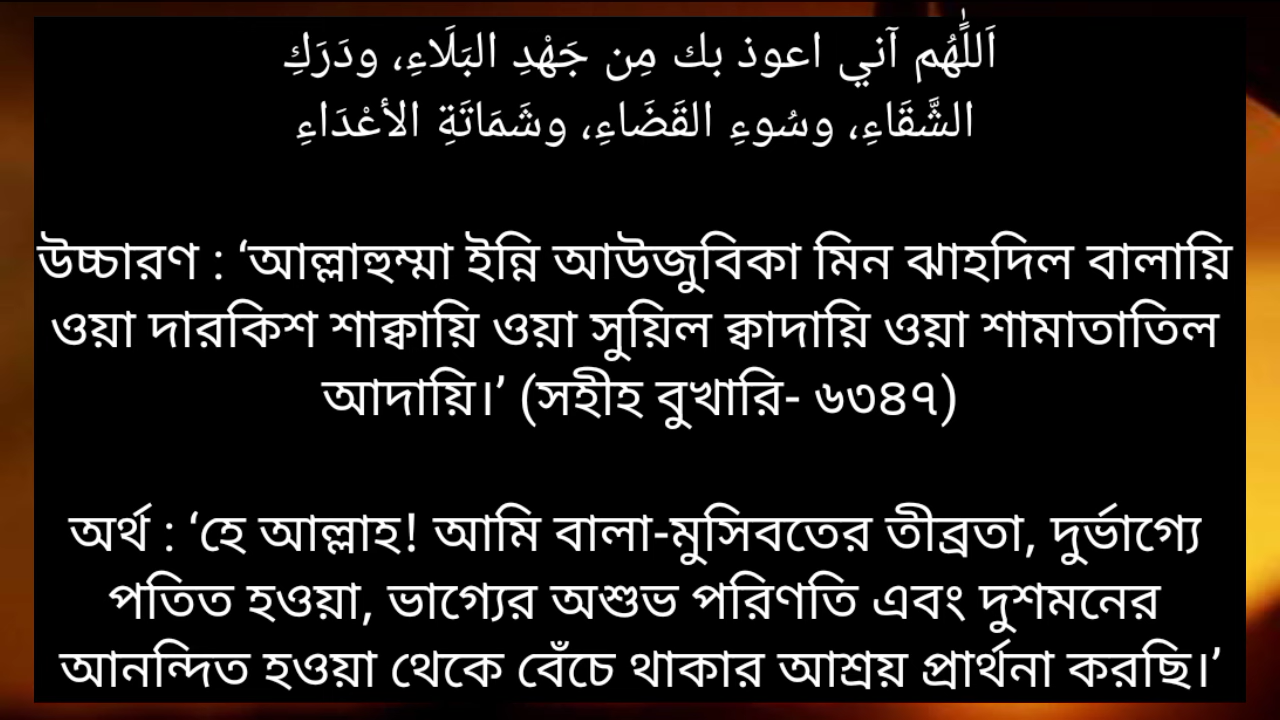 اَللّٰهُم آني اعوذ بك مِن جَهْدِ البَلَاءِ، ودَرَكِ
الشَّقَاءِ، وسُوءِ القَضَاءِ، وشَمَاتَةِ الأعْدَاءِ
উচ্চারণ : ‘আল্লাহুম্মা ইন্নি আউজুবিকা মিন ঝাহদিল বালায়ি
ওয়া দারকিশ শাক্বায়ি ওয়া সুয়িল ক্বাদায়ি ওয়া শামাতাতিল
আদায়ি।’ (সহীহ বুখারি- ৬৩৪৭)
অর্থ : ‘হে আল্লাহ! আমি বালা-মুসিবতের তীব্রতা, দুর্ভাগ্যে
পতিত হওয়া, ভাগ্যের অশুভ পরিণতি এবং দুশমনের
আনন্দিত হওয়া থেকে বেঁচে থাকার আশ্রয় প্রার্থনা করছি।’